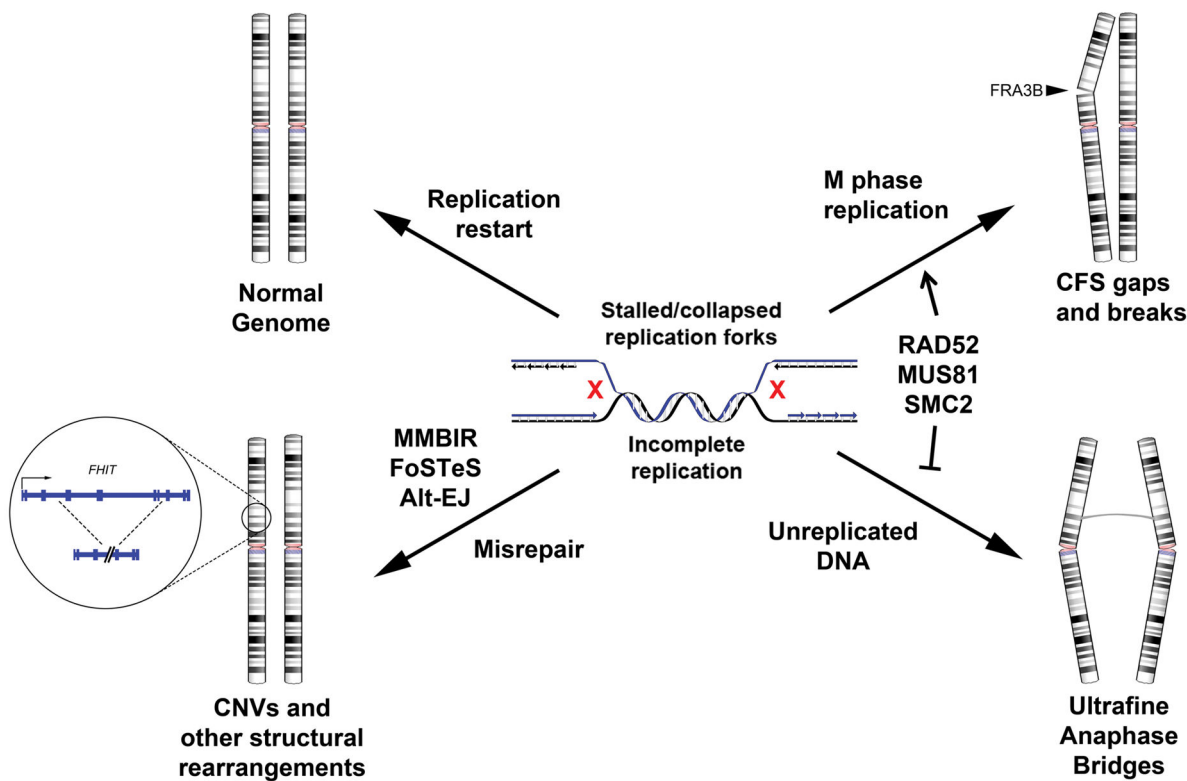 FRA3B
Replication
restart
M phase
replication
Normal
Genome
CFS gaps
and breaks
Stalled/collapsed
replication forks
X
X
Incomplete
replication
RAD52
MUS81
SMC2
MMBIR
FoSTeS
Alt-EJ
Misrepair
FHIT
Unreplicated
DNA
CNVs and
other structural
rearrangements
Ultrafine
Anaphase
Bridges